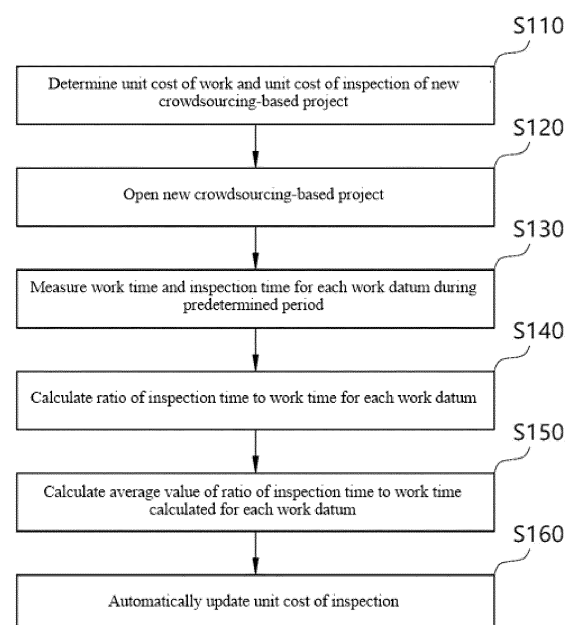 S110
Determine unit cost of work and unit cost of inspection of new
crowdsourcing-based project
S120
Open new crowdsourcing-based project
S130
Measure work time and inspection time for each work datum during
predetermined period
S140
Calculate ratio of inspection time to work time for each work datum
S150
Calculate average value of ratio of inspection time to work time
calculated for each work datum
S160
Automatically update unit cost of inspection